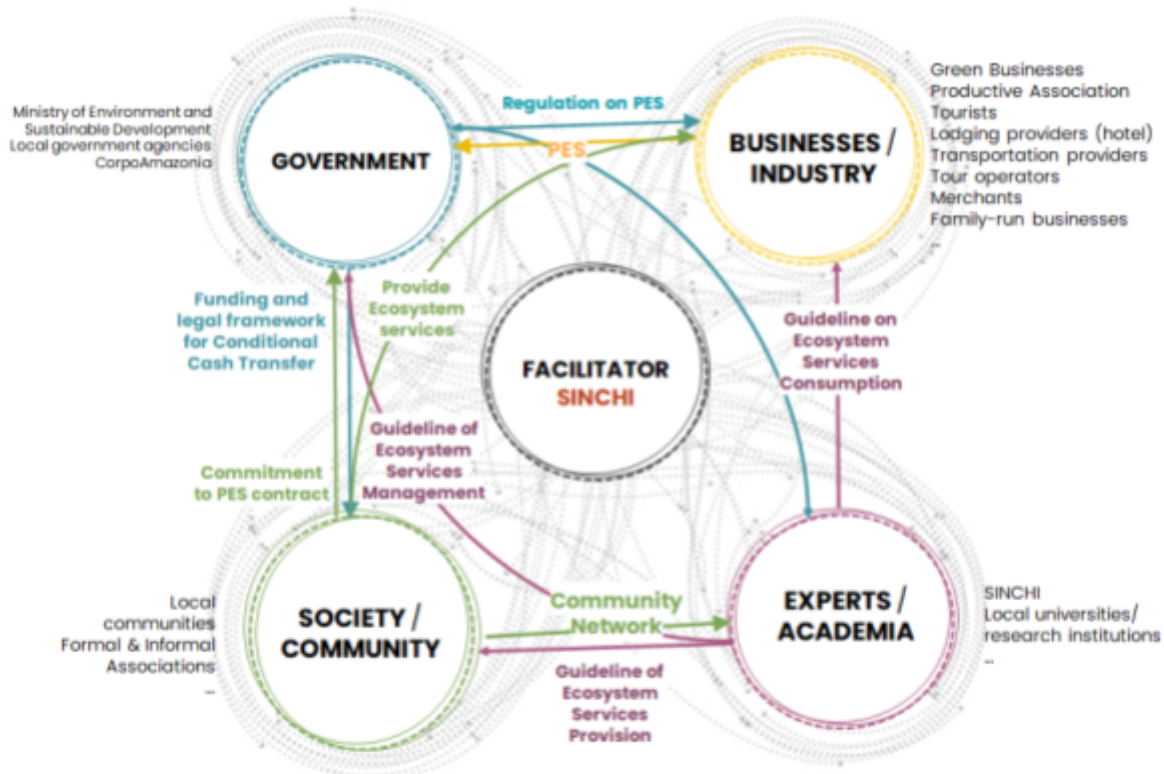 Ministry of Environment and
Sustainable Development
Local government agencies
CorpoAmazonia
GOVERNMENT
Regulation on PES
PES
BUSINESSES /
INDUSTRY
Green Businesses
Productive Association
Tourists
Lodging providers (hotel)
Transportation providers
Tour operators
Merchants
Family-run businesses
...
Funding and
legal framework
for Conditional
Cash Transfer
Provide
Ecosystem
services
FACILITATOR
SINCHI
Guideline on
Ecosystem
Services
Consumption
Guideline of
Ecosystem
Services
Management
Commitment
to PES contract
Local
communities
Formal & Informal
Associations
...
SOCIETY /
COMMUNITY
Community
Network
Guideline of
Ecosystem
Services
Provision
EXPERTS /
ACADEMIA
SINCHI
Local universities/
research institutions
...